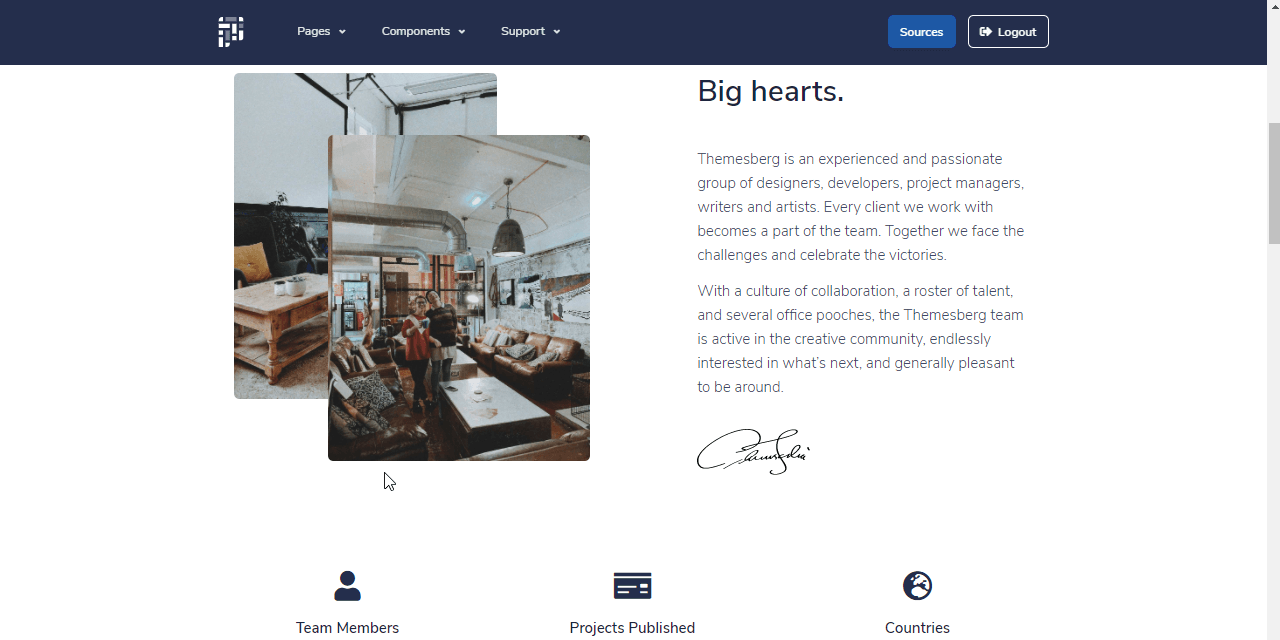 Pages
Components
Support
Sources
Logout
Big hearts.
Themesberg is an experienced and passionate
group of designers, developers, project managers,
writers and artists. Every client we work with
becomes a part of the team. Together we face the
challenges and celebrate the victories.
With a culture of collaboration, a roster of talent,
and several office pooches, the Themesberg team
is active in the creative community, endlessly
interested in what’s next, and generally pleasant
to be around.
Team Members
Projects Published
Countries